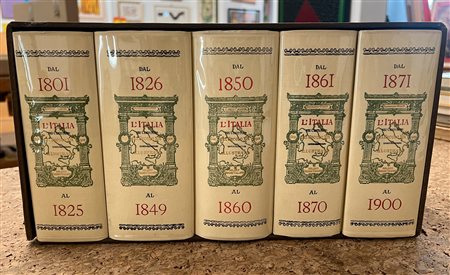 DAL
1801
L'ITALIA
AL
1825
DAL
1826
L'ITALIA
AL
1849
DAL
1850
L'ITALIA
AL
1860
DAL
1861
L'ITALIA
AL
1870
DAL
1871
L'ITALIA
AL
1900